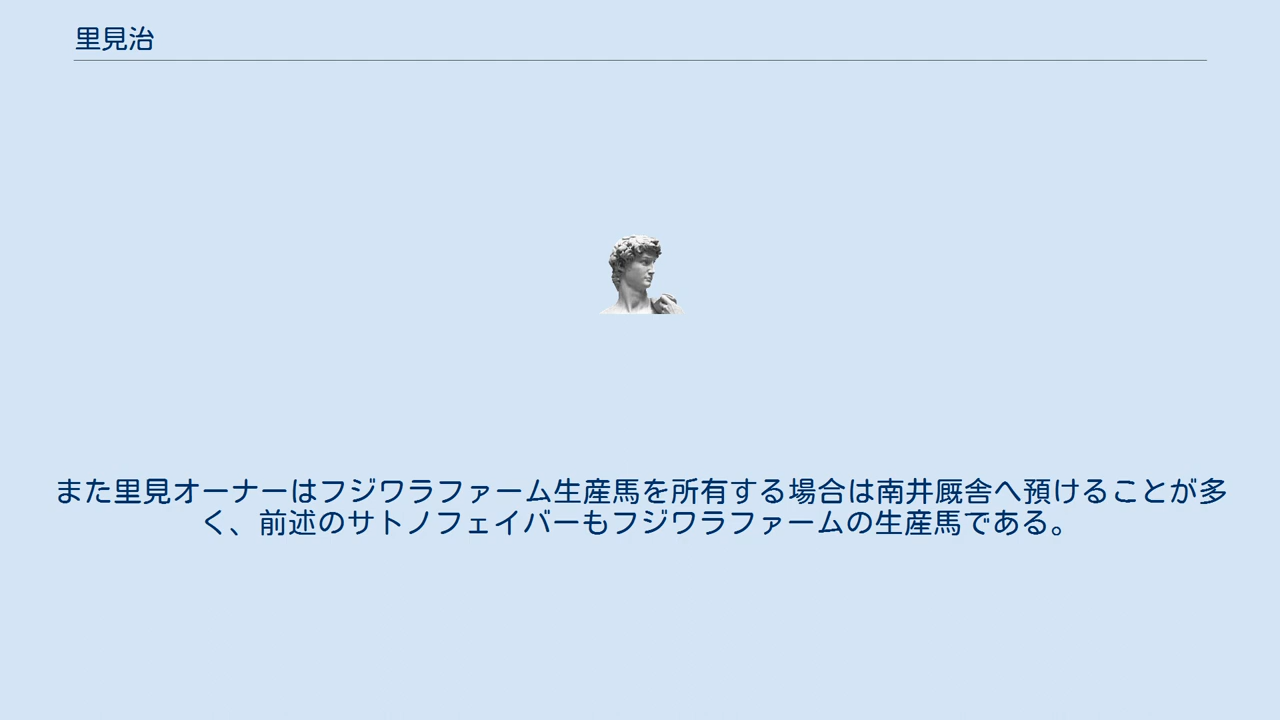 里見治
また里見オーナーはフジワラファーム生産馬を所有する場合は南井厩舎へ預けることが多
く、前述のサトノフェイバーもフジワラファームの生産馬である。